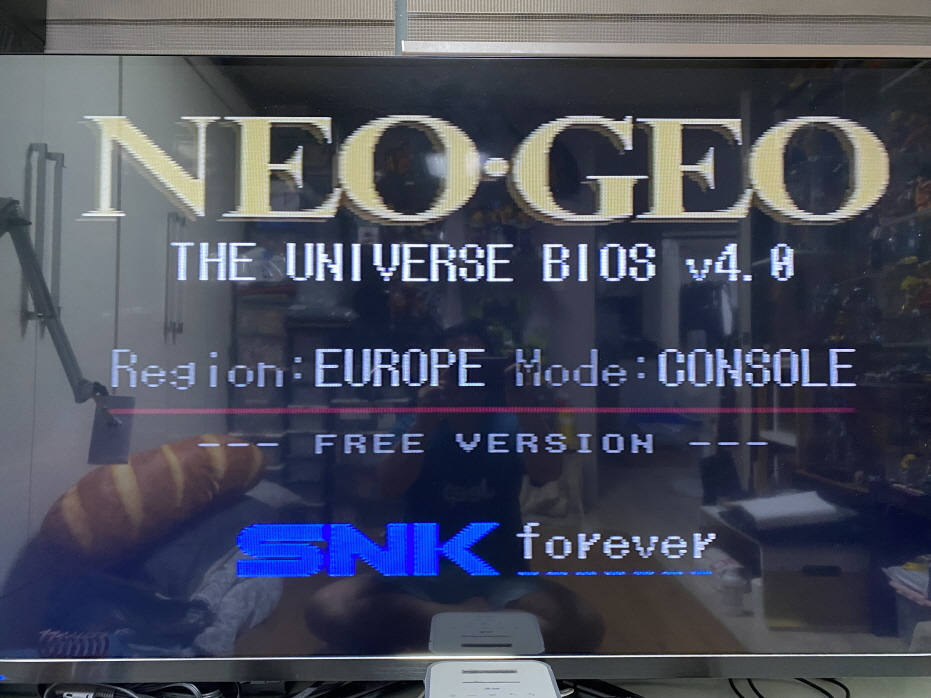 NEO·GEO
THE UNIVERSE BIOS v4.0
Region:EUROPE Mode:CONSOLE
--- FREE VERSION ---
SNK forever